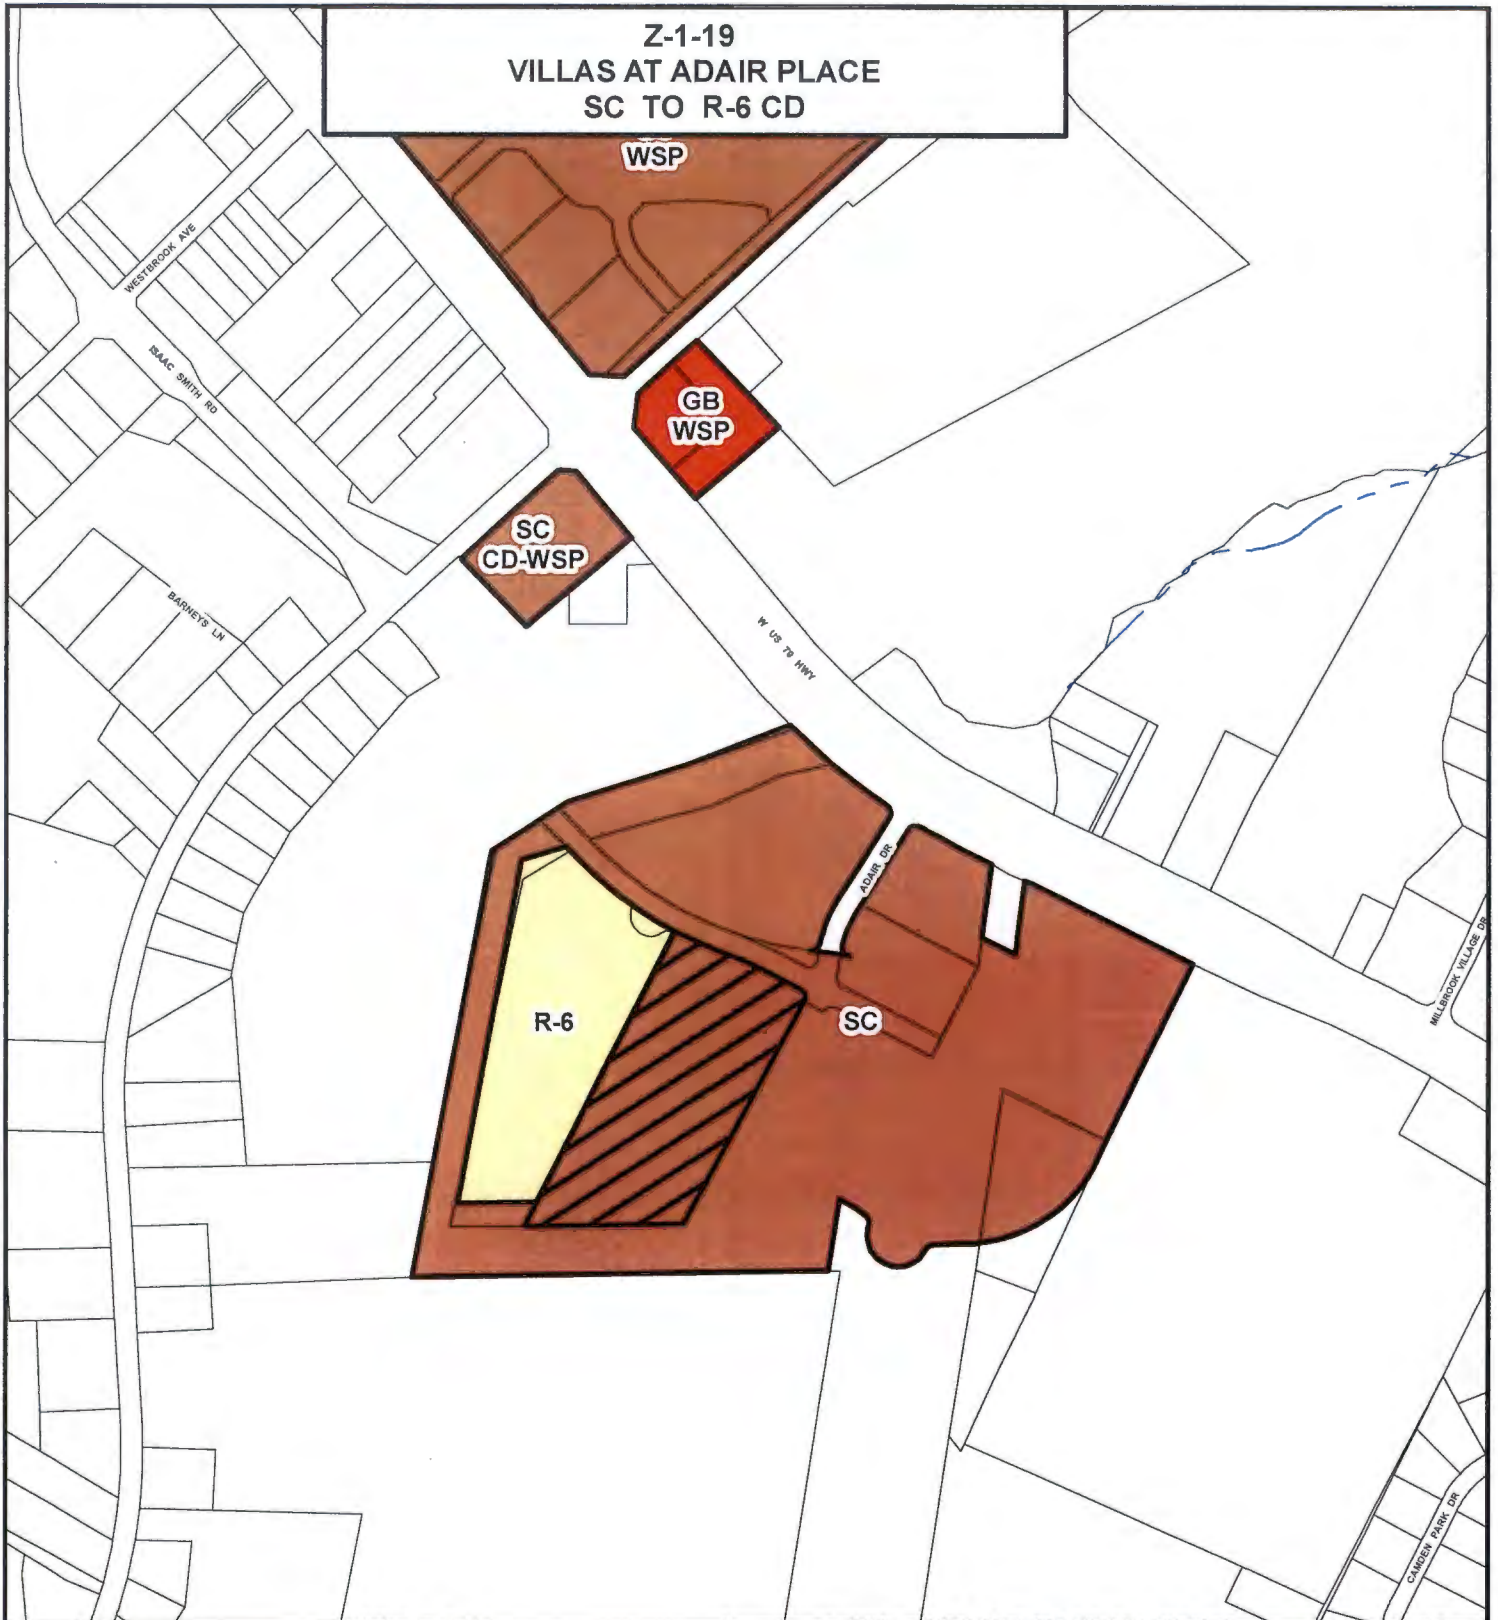 Z-1-19
VILLAS AT ADAIR PLACE
SC TO R-6 CD
WSP
WESTBROOK AVE
ISAAC SMITH RD
GB
WSP
SC
CD-WSP
BARNEYS LN
W US 70 HWY
ADAIR DR
MILLBROOK VILLAGE DR
R-6
SC
CAMDEN PARK DR